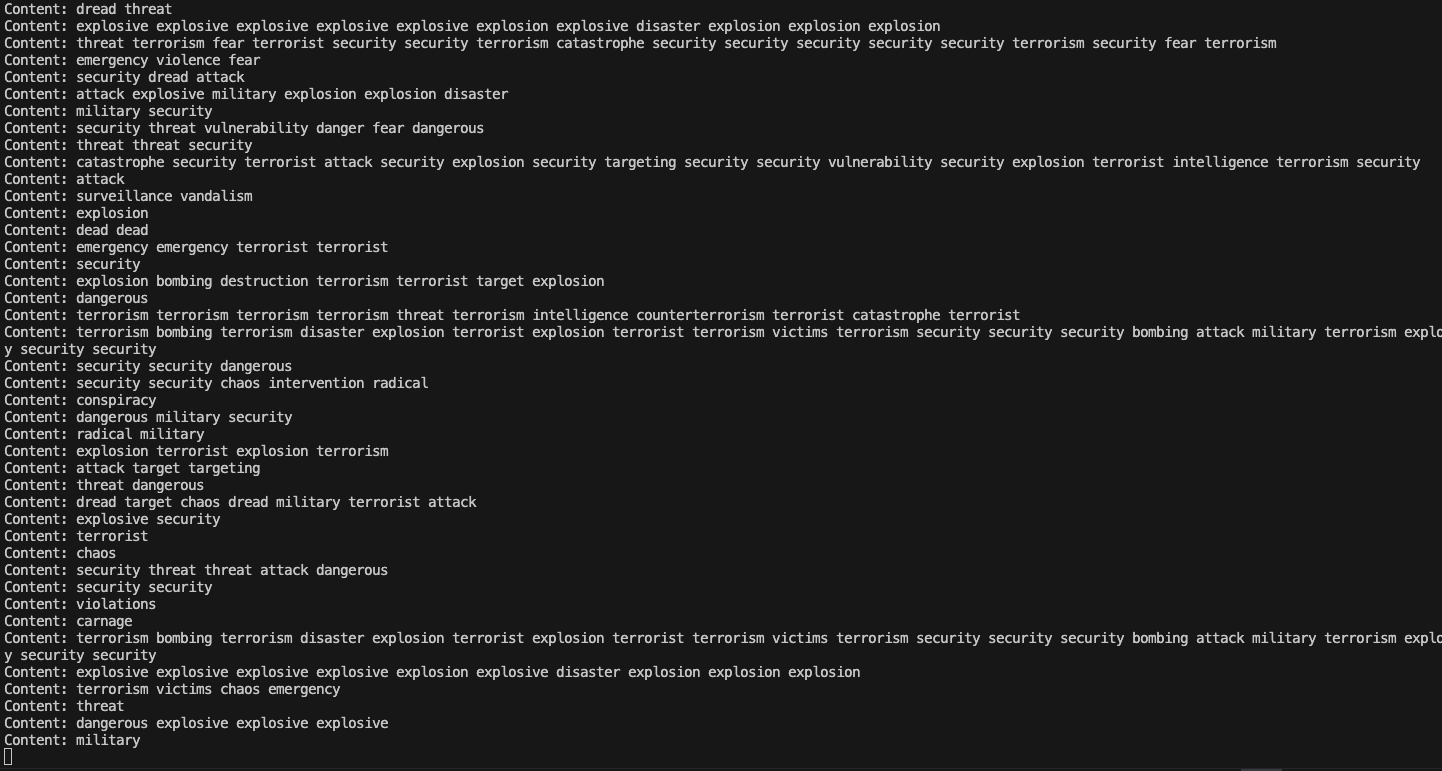 Content: dread threat
Content: explosive explosive explosive explosive explosive explosion explosive disaster explosion explosion explosion
Content: threat terrorism fear terrorist security security terrorism catastrophe security security security security security terrorism security fear terrorism
Content: emergency violence fear
Content: security dread attack
Content: attack explosive military explosion explosion disaster
Content: military security
Content: security threat vulnerability danger fear dangerous
Content: threat threat security
Content: catastrophe security terrorist attack security explosion security targeting security security vulnerability security explosion terrorist intelligence terrorism security
Content: attack
Content: surveillance vandalism
Content: explosion
Content: dead dead
Content: emergency emergency terrorist terrorist
Content: security
Content: explosion bombing destruction terrorism terrorist target explosion
Content: dangerous
Content: terrorism terrorism terrorism terrorism threat terrorism intelligence counterterrorism terrorist catastrophe terrorist
Content: terrorism bombing terrorism disaster explosion terrorist explosion terrorist terrorism victims terrorism security security security bombing attack military terrorism explo
y security security
Content: security security dangerous
Content: security security chaos intervention radical
Content: conspiracy
Content: dangerous military security
Content: radical military
Content: explosion terrorist explosion terrorism
Content: attack target targeting
Content: threat dangerous
Content: dread target chaos dread military terrorist attack
Content: explosive security
Content: terrorist
Content: chaos
Content: security threat threat attack dangerous
Content: security security
Content: violations
Content: carnage
Content: terrorism bombing terrorism disaster explosion terrorist explosion terrorist terrorism victims terrorism security security security bombing attack military terrorism explo
y security security
Content: explosive explosive explosive explosive explosion explosive disaster explosion explosion explosion
Content: terrorism victims chaos emergency
Content: threat
Content: dangerous explosive explosive explosive
Content: military